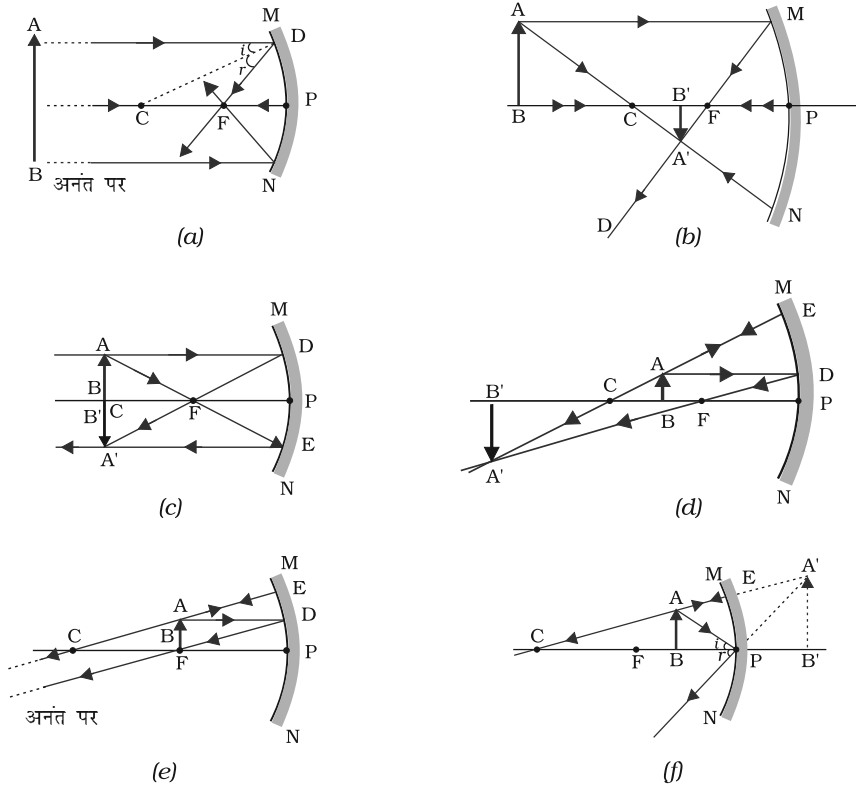 A M D i r C F P B N अनंत पर
(a)
A M B C B' F P A' D N
(b)
M A D B B' C F P A' E N
(c)
M E A D B' C B F P A' N
(d)
M E A D C B F P अनंत पर N
(e)
A' M E A C F B i r P B' N
(f)